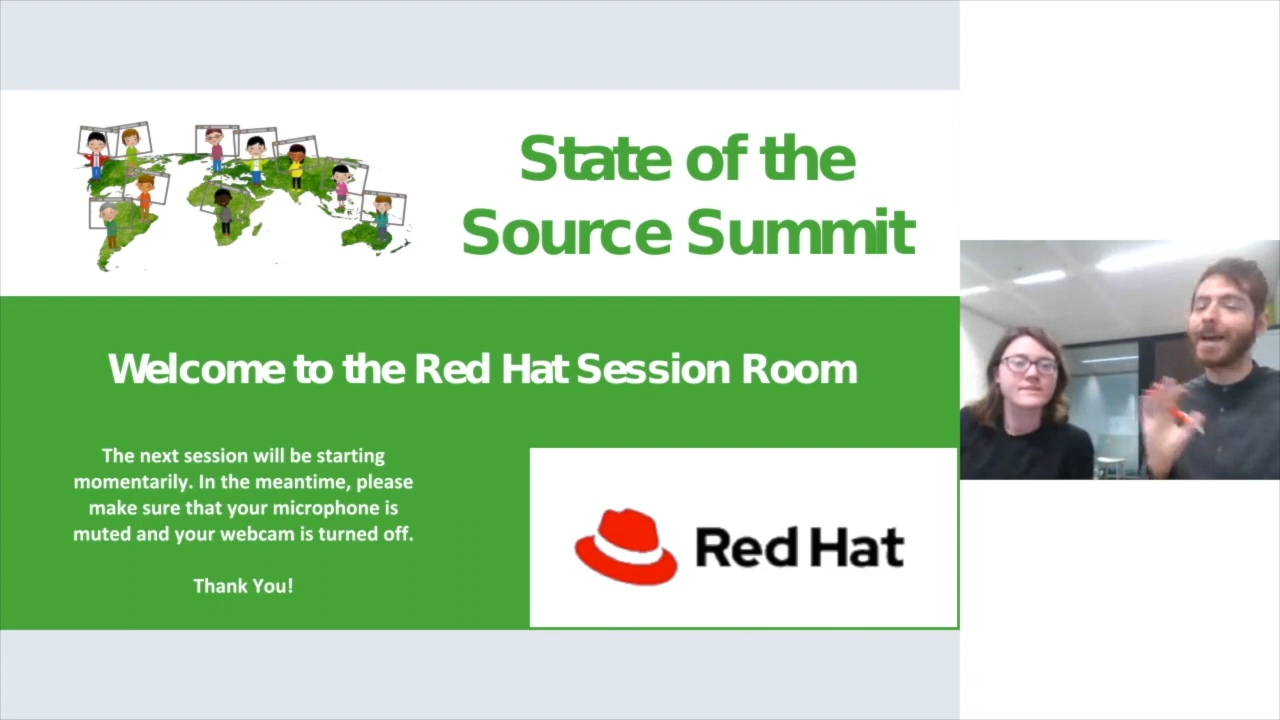 State of the
Source Summit
Welcome to the Red Hat Session Room
The next session will be starting
momentarily. In the meantime, please
make sure that your microphone is
muted and your webcam is turned off.
Thank You!
Red Hat